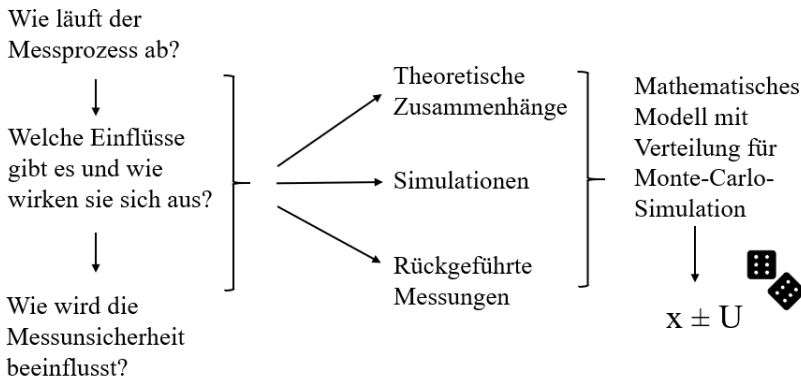 Wie läuft der
Messprozess ab?
Welche Einflüsse
gibt es und wie
wirken sie sich aus?
Wie wird die
Messunsicherheit
beeinflusst?
Theoretische
Zusammenhänge
Simulationen
Rückgeführte
Messungen
Mathematisches
Modell mit
Verteilung für
Monte-Carlo-
Simulation
x ± U